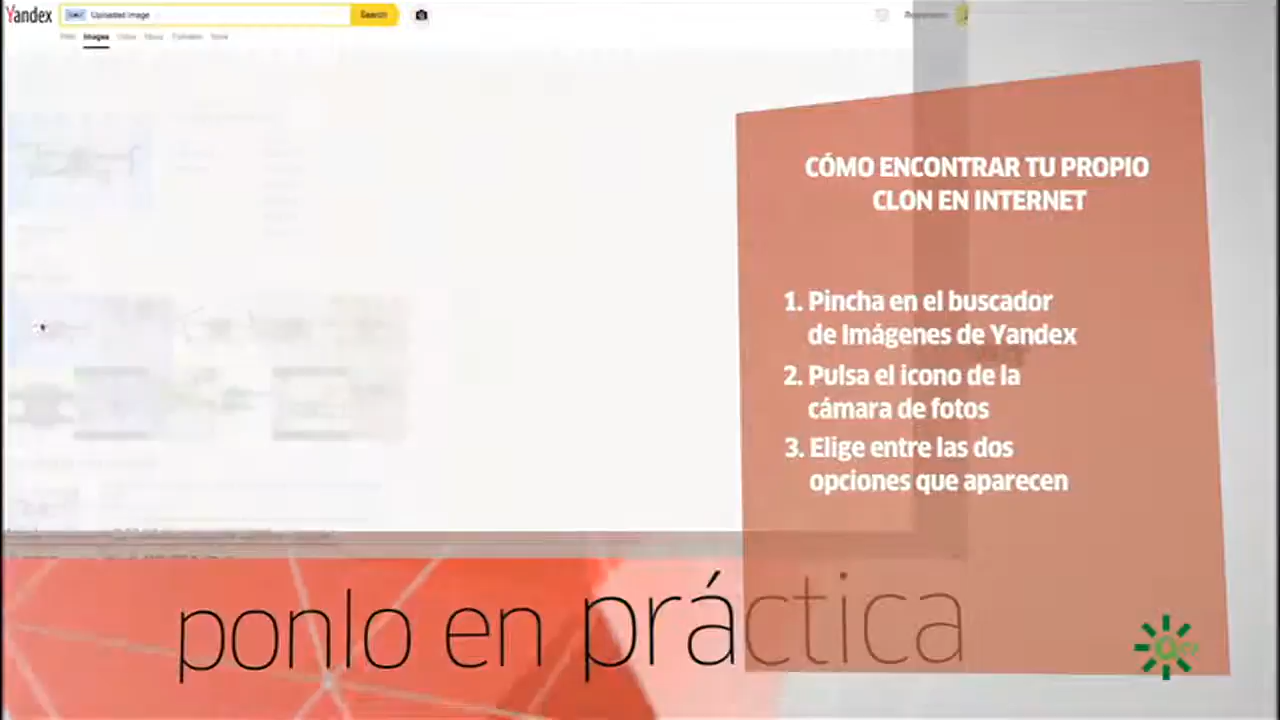 Yandex
Uploaded image
Search
Images
CÓMO ENCONTRAR TU PROPIO
CLON EN INTERNET
1. Pincha en el buscador
de Imágenes de Yandex
2. Pulsa el icono de la
cámara de fotos
3. Elige entre las dos
opciones que aparecen
ponlo en práctica